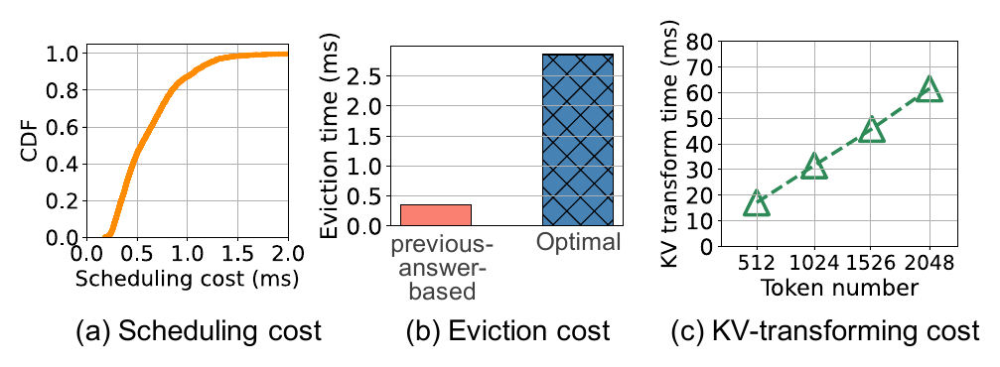 1.0
0.8
0.6
0.4
0.2
0.0
CDF
0.0 0.5 1.0 1.5 2.0
Scheduling cost (ms)
(a) Scheduling cost
Eviction time (ms)
2.5
2.0
1.5
1.0
0.5
0.0
previous-
answer-
based
Optimal
(b) Eviction cost
KV transform time (ms)
80
70
60
50
40
30
20
10
0
512 1024 1526 2048
Token number
(c) KV-transforming cost